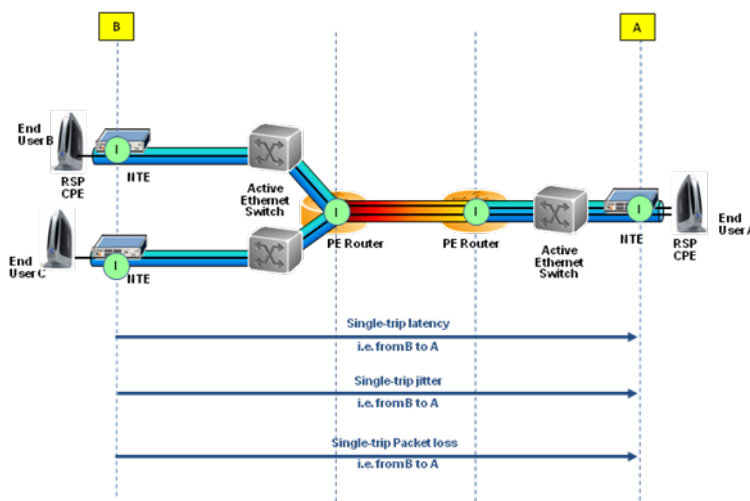 B
A
End
User B
I
RSP
CPE
NTE
Active
Ethernet
Switch
End
User C
I
NTE
I
PE Router
I
PE Router
Active
Ethernet
Switch
I
NTE
RSP
CPE
End
User A
Single-trip latency
i.e. from B to A
Single-trip jitter
i.e. from B to A
Single-trip Packet loss
i.e. from B to A